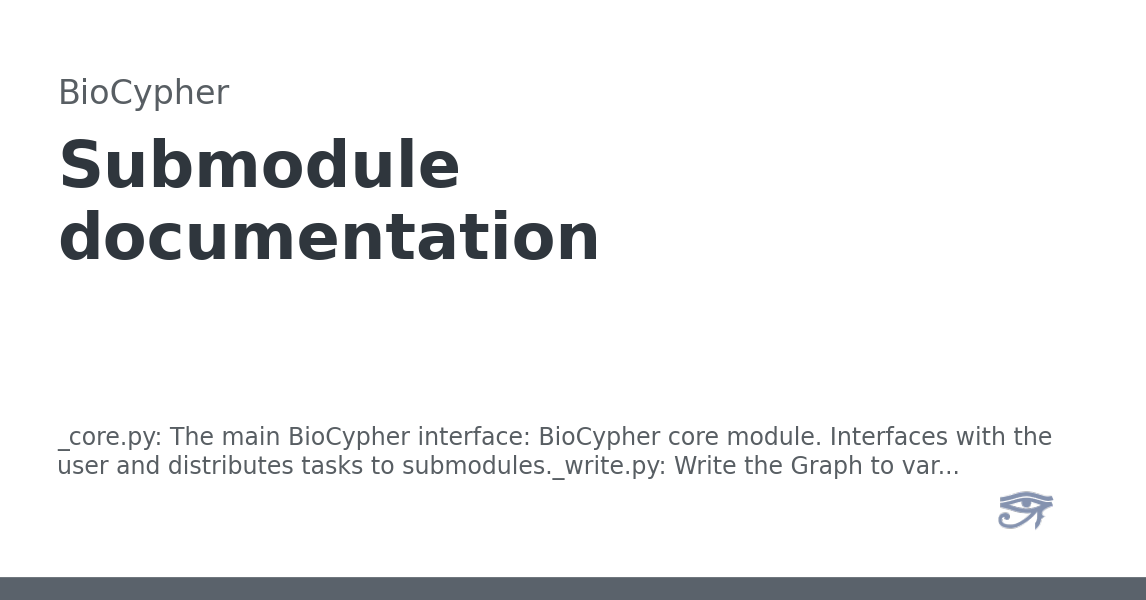 BioCypher
Submodule
documentation
_core.py: The main BioCypher interface: BioCypher core module. Interfaces with the
user and distributes tasks to submodules._write.py: Write the Graph to var...